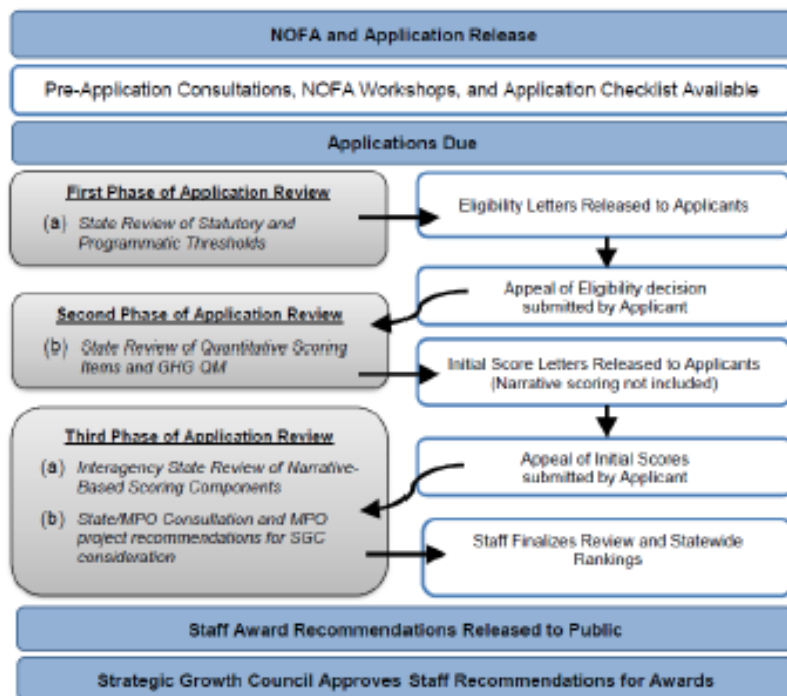 NOFA and Application Release
Pre-Application Consultations, NOFA Workshops, and Application Checklist Available
Applications Due
First Phase of Application Review
(a) State Review of Statutory and
Programmatic Thresholds
Eligibility Letters Released to Applicants
Appeal of Eligibility decision
submitted by Applicant
Second Phase of Application Review
(b) State Review of Quantitative Scoring
Items and GHG QM
Initial Score Letters Released to Applicants
(Narrative scoring not included)
Third Phase of Application Review
(a) Interagency State Review of Narrative-
Based Scoring Components
(b) State/MPO Consultation and MPO
project recommendations for SGC
consideration
Appeal of Initial Scores
submitted by Applicant
Staff Finalizes Review and Statewide
Rankings
Staff Award Recommendations Released to Public
Strategic Growth Council Approves Staff Recommendations for Awards